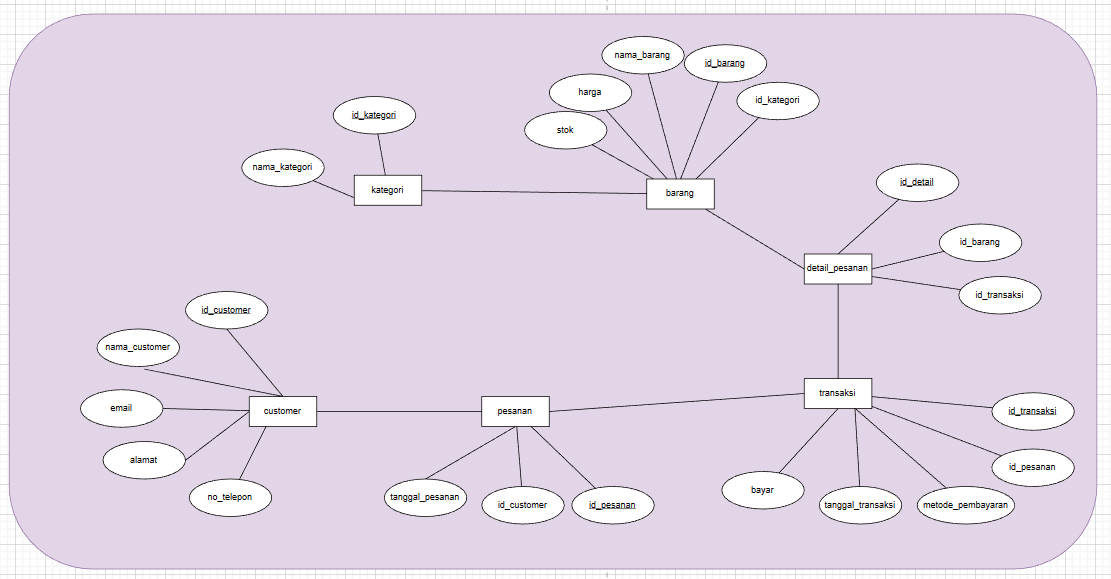 nama_barang
id_barang
harga
id_kategori
stok
id_kategori
nama_kategori
kategori
barang
id_detail
id_barang
detail_pesanan
id_transaksi
id_customer
nama_customer
email
customer
pesanan
transaksi
id_transaksi
alamat
no_telepon
tanggal_pesanan
id_customer
id_pesanan
bayar
tanggal_transaksi
metode_pembayaran
id_pesanan